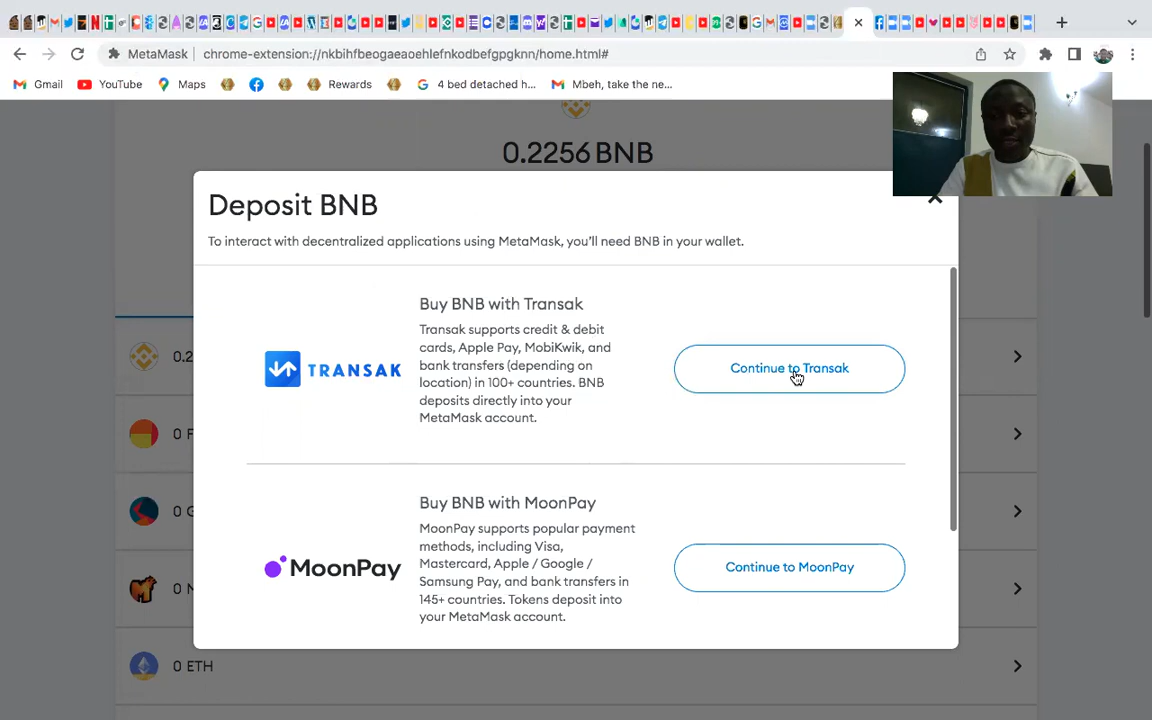 MetaMask
chrome-extension://nkbihfbeogaeaoehlefnkodbefgpgknn/home.html#
Gmail
YouTube
Maps
Rewards
4 bed detached h...
Mbeh, take the ne...
0.2256 BNB
Deposit BNB
To interact with decentralized applications using MetaMask, you'll need BNB in your wallet.
Buy BNB with Transak
Transak supports credit & debit
cards, Apple Pay, MobiKwik, and
bank transfers (depending on
location) in 100+ countries. BNB
deposits directly into your
MetaMask account.
TRANSAK
Continue to Transak
Buy BNB with MoonPay
MoonPay supports popular payment
methods, including Visa,
Mastercard, Apple / Google /
Samsung Pay, and bank transfers in
145+ countries. Tokens deposit into
your MetaMask account.
MoonPay
Continue to MoonPay
0.2
0 F
0 G
0 ETH